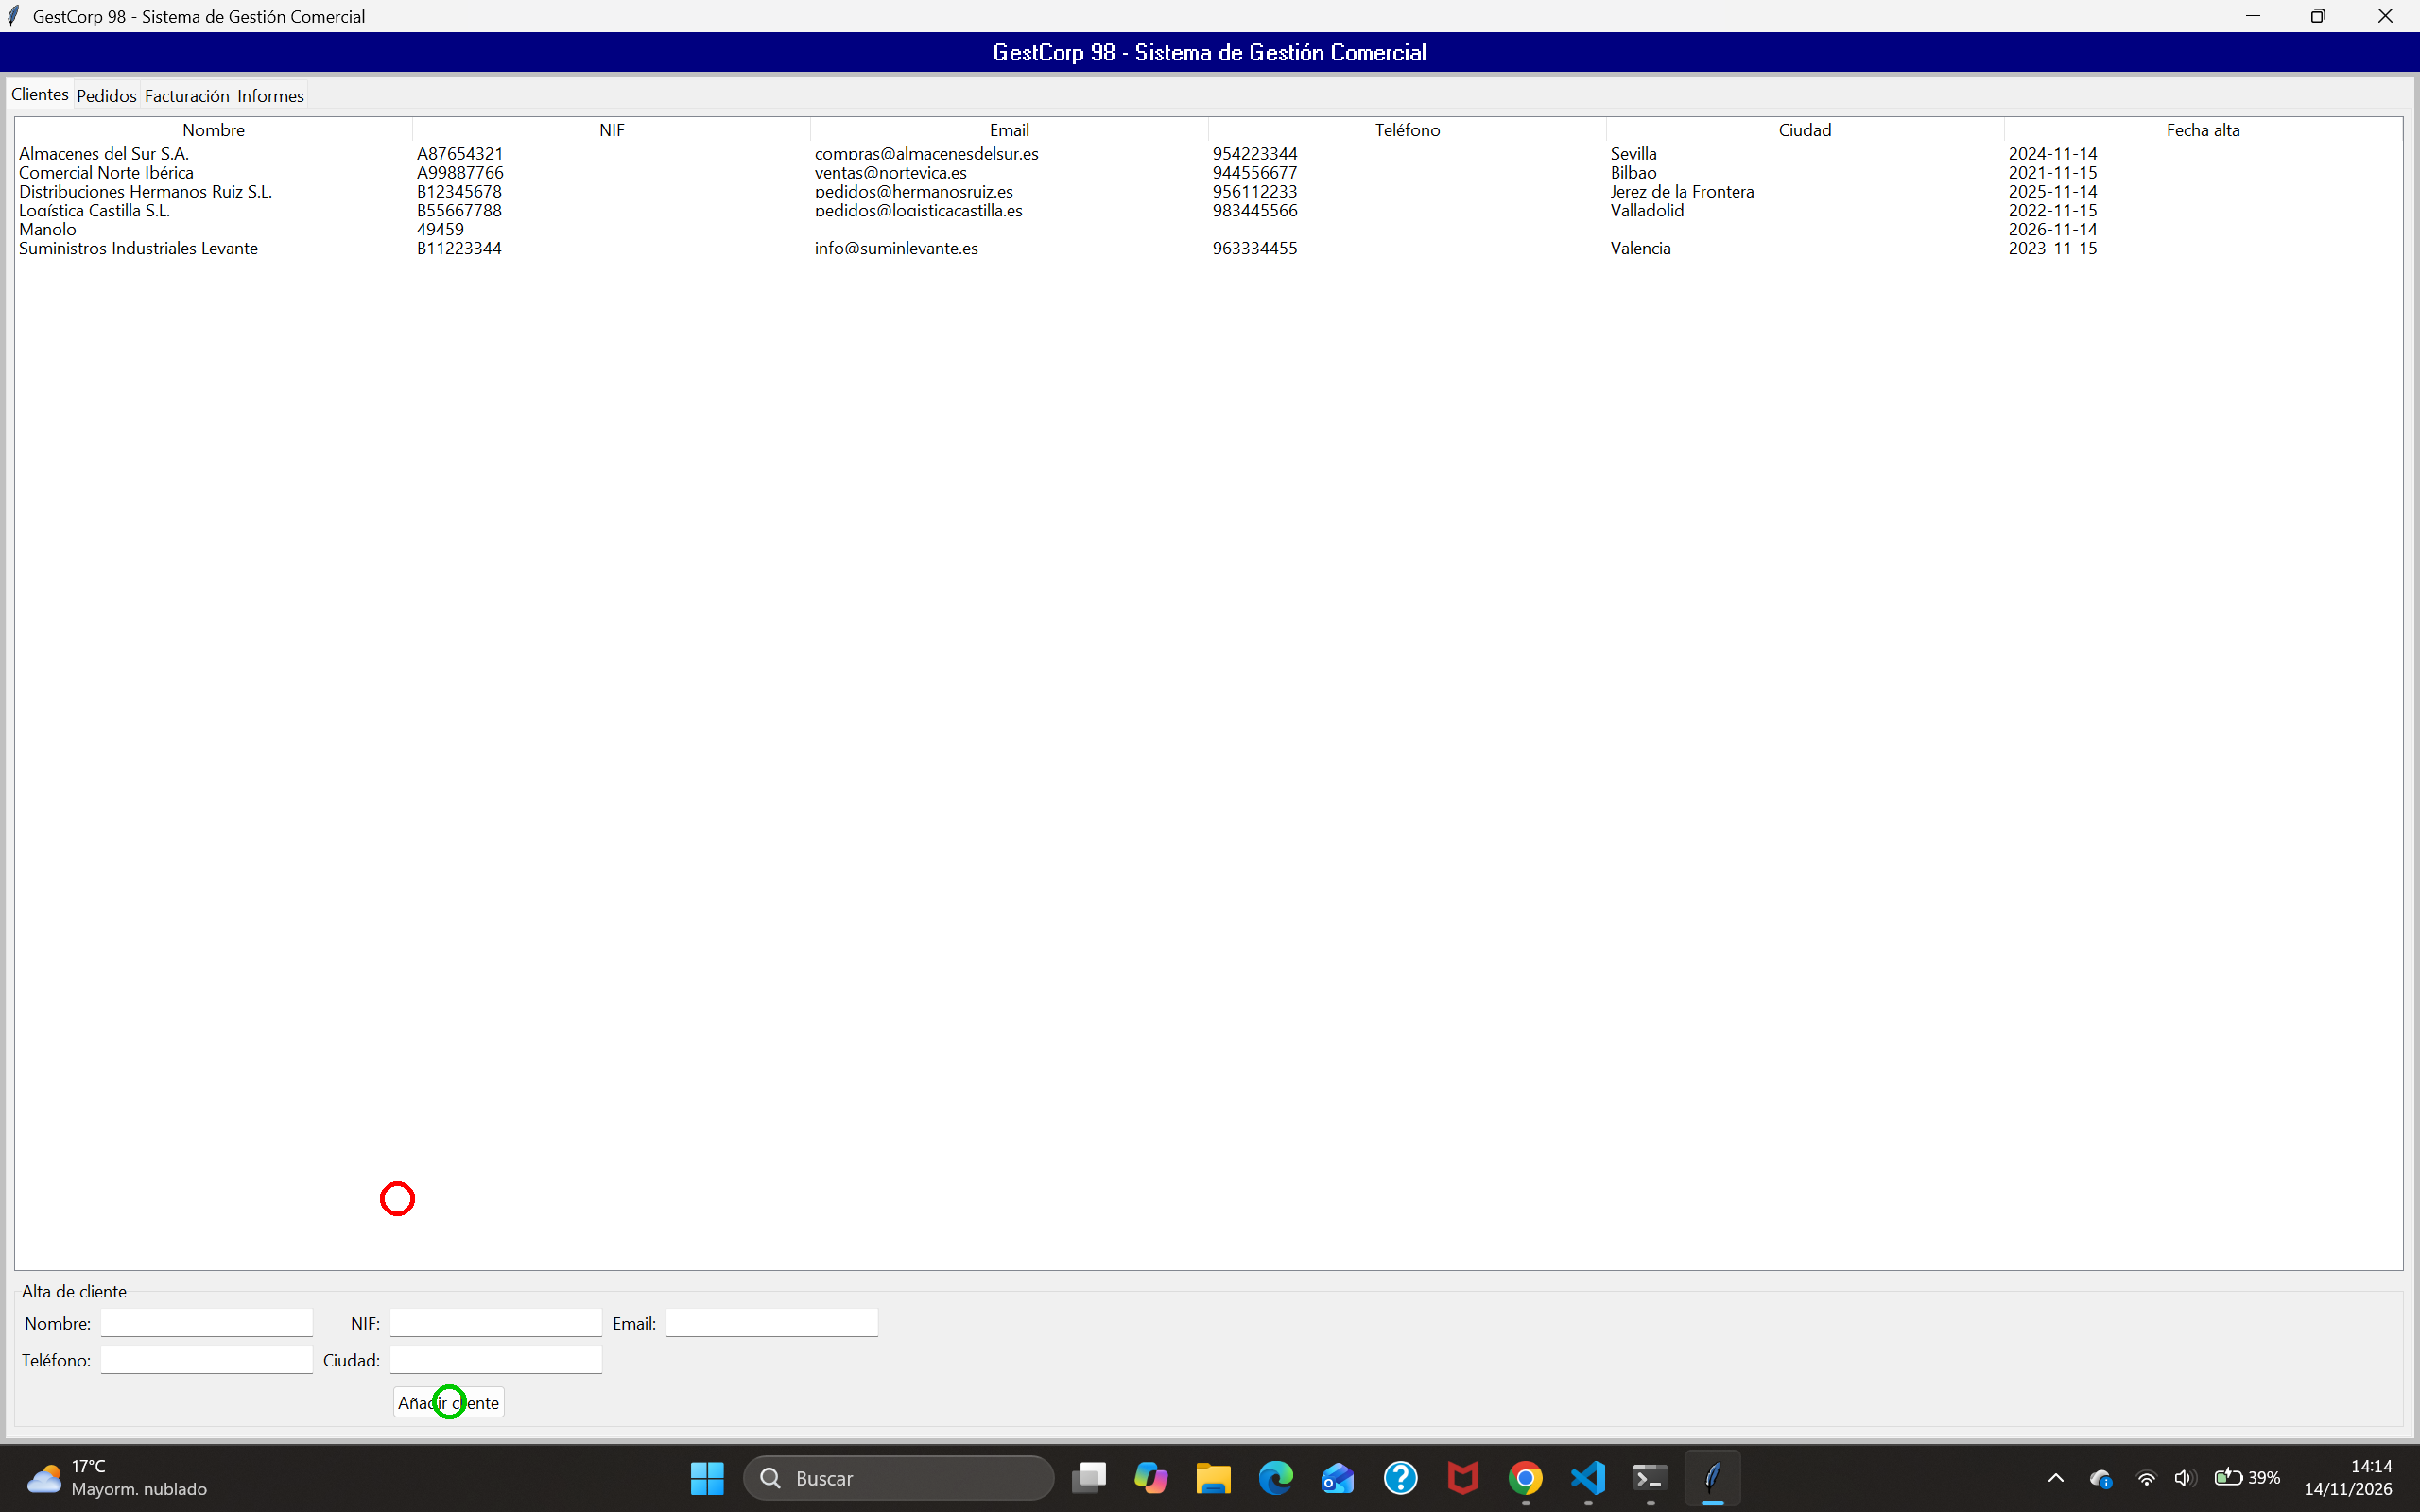 GestCorp 98 - Sistema de Gestión Comercial
GestCorp 98 - Sistema de Gestión Comercial
Clientes Pedidos Facturación Informes
Nombre NIF Email Teléfono Ciudad Fecha alta
Almacenes del Sur S.A. A87654321 compras@almacenesdelsur.es 954223344 Sevilla 2024-11-14
Comercial Norte Ibérica A99887766 ventas@nortevica.es 944556677 Bilbao 2021-11-15
Distribuciones Hermanos Ruiz S.L. B12345678 pedidos@hermanosruiz.es 956112233 Jerez de la Frontera 2025-11-14
Logística Castilla S.L. B55667788 pedidos@logisticacastilla.es 983445566 Valladolid 2022-11-15
Manolo 49459 2026-11-14
Suministros Industriales Levante B11223344 info@suminlevante.es 963334455 Valencia 2023-11-15
Alta de cliente
Nombre: NIF: Email:
Teléfono: Ciudad:
Añadir cliente
17°C
Mayorm. nublado
Buscar
39%
14:14
14/11/2026